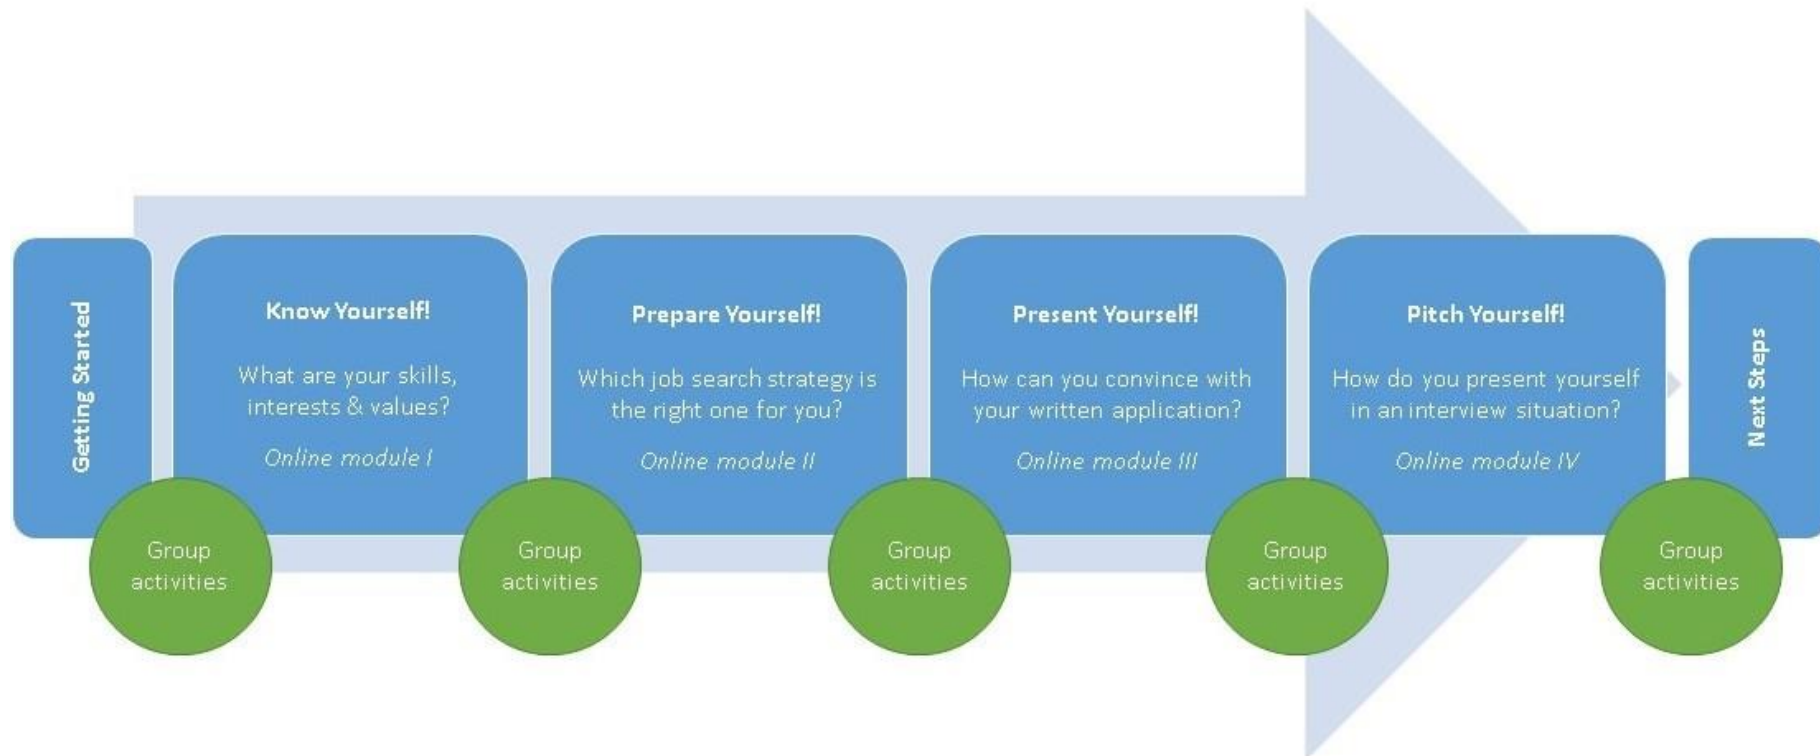 Getting Started
Know Yourself!
What are your skills,
interests & values?
Online module I
Prepare Yourself!
Which job search strategy is
the right one for you?
Online module II
Present Yourself!
How can you convince with
your written application?
Online module III
Pitch Yourself!
How do you present yourself
in an interview situation?
Online module IV
Next Steps
Group
activities
Group
activities
Group
activities
Group
activities
Group
activities